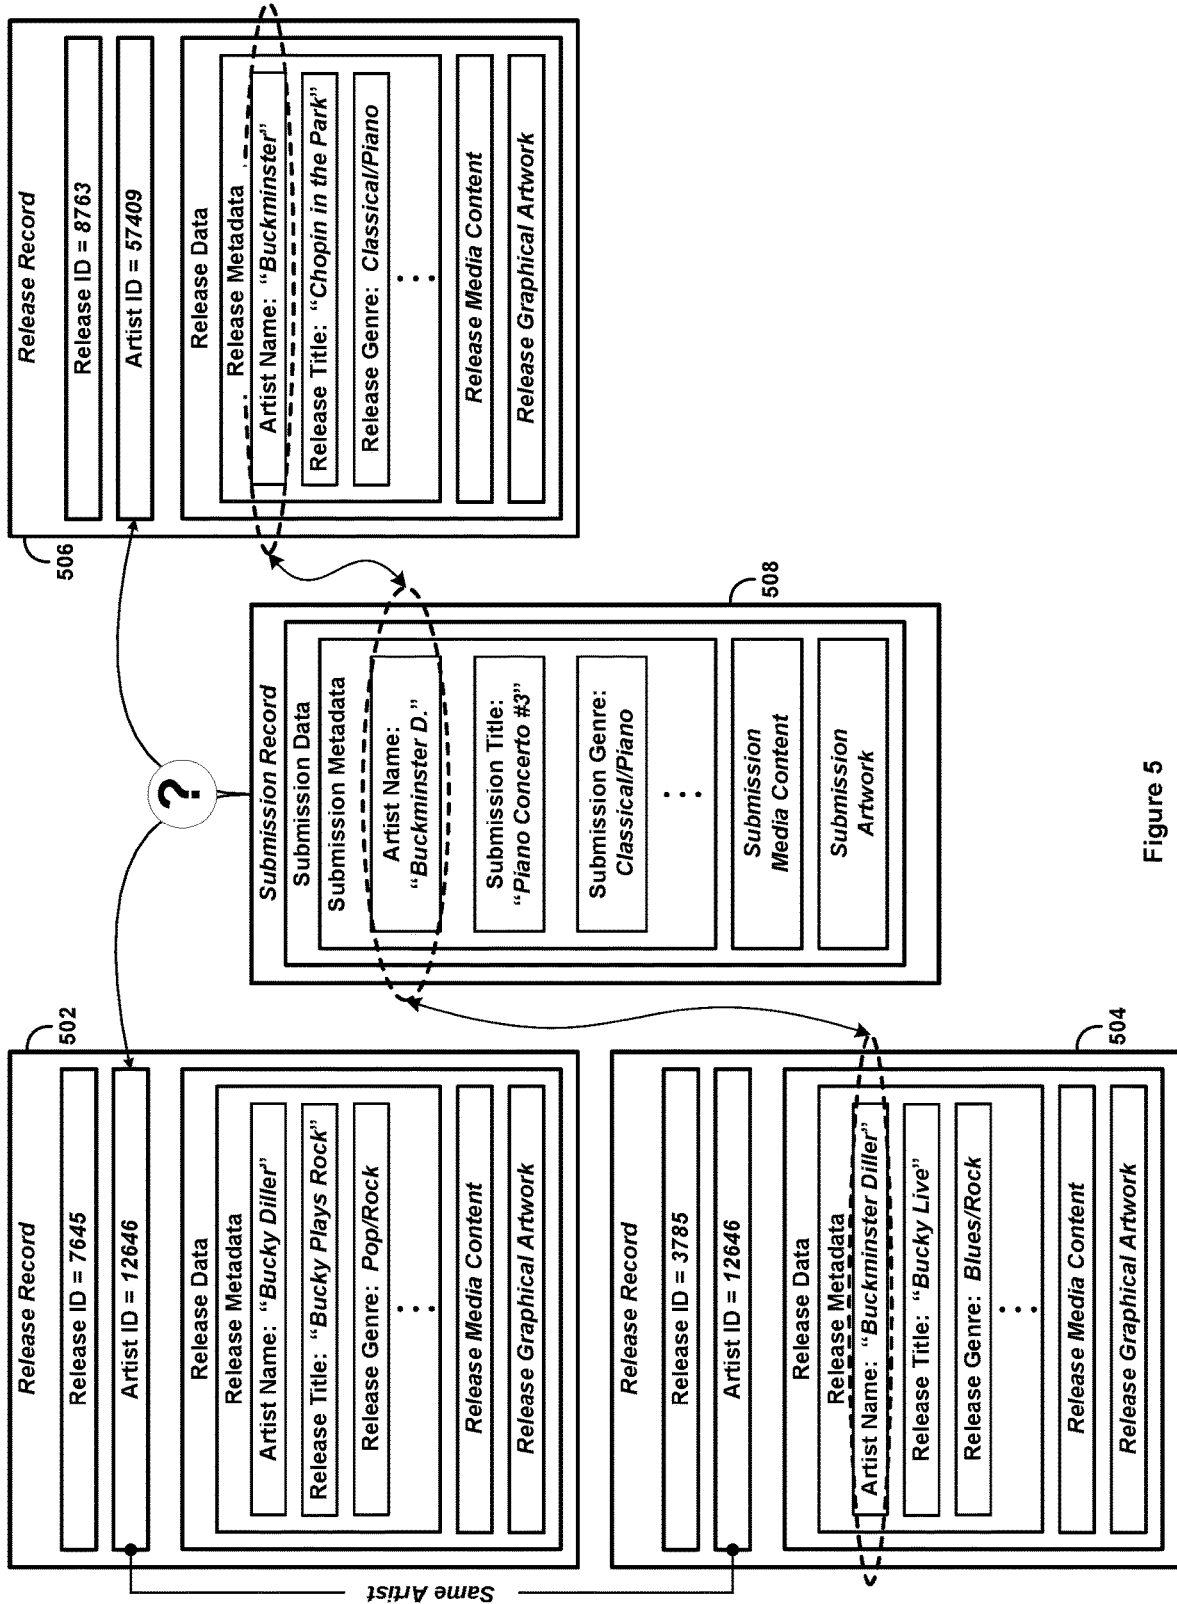 Same Artist
502
Release Record
Release ID = 7645
Artist ID = 12646
Release Data
Release Metadata
Artist Name: “Bucky Diller”
Release Title: “Bucky Plays Rock”
Release Genre: Pop/Rock
...
Release Media Content
Release Graphical Artwork
504
Release Record
Release ID = 3785
Artist ID = 12646
Release Data
Release Metadata
Artist Name: “Buckminster Diller”
Release Title: “Bucky Live”
Release Genre: Blues/Rock
...
Release Media Content
Release Graphical Artwork
?
508
Submission Record
Submission Data
Submission Metadata
Artist Name:
“Buckminster D.”
Submission Title:
“Piano Concerto #3”
Submission Genre:
Classical/Piano
...
Submission
Media Content
Submission
Artwork
506
Release Record
Release ID = 8763
Artist ID = 57409
Release Data
Release Metadata
Artist Name: “Buckminster”
Release Title: “Chopin in the Park”
Release Genre: Classical/Piano
...
Release Media Content
Release Graphical Artwork
Figure 5